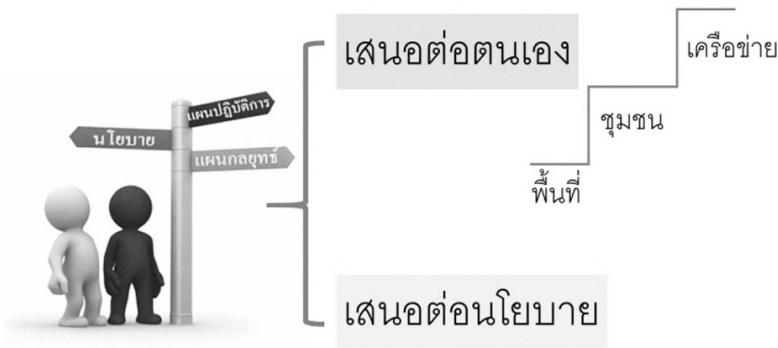 แผนปฏิบัติการ
นโยบาย
แผนกลยุทธ์
เสนอต่อตนเอง
เครือข่าย
ชุมชน
พื้นที่
เสนอต่อนโยบาย